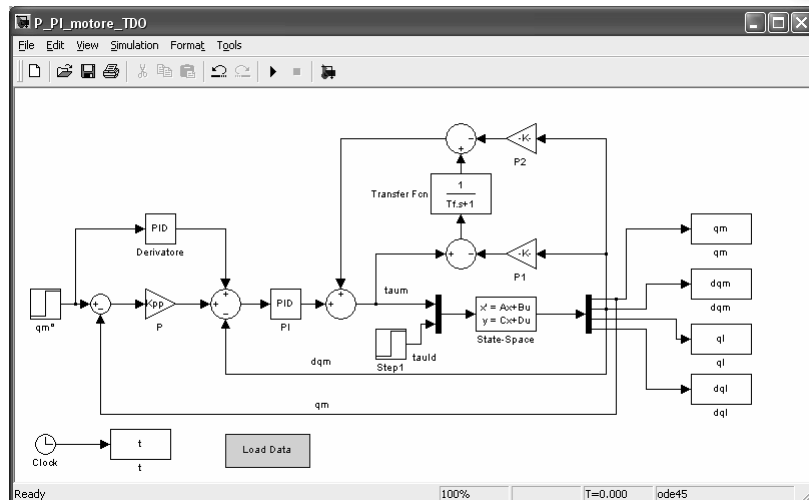 P_PI_motore_TDO
File Edit View Simulation Format Tools
-K-
P2
Transfer Fcn
1
Tf.s+1
PID
Derivatore
-K-
P1
qm
qm
qm*
Kpp
P
PID
PI
taum
x' = Ax+Bu
y = Cx+Du
State-Space
dqm
dqm
Step1
tauld
dqm
ql
ql
qm
dql
dql
Clock
t
t
Load Data
Ready 100% T=0.000 ode45